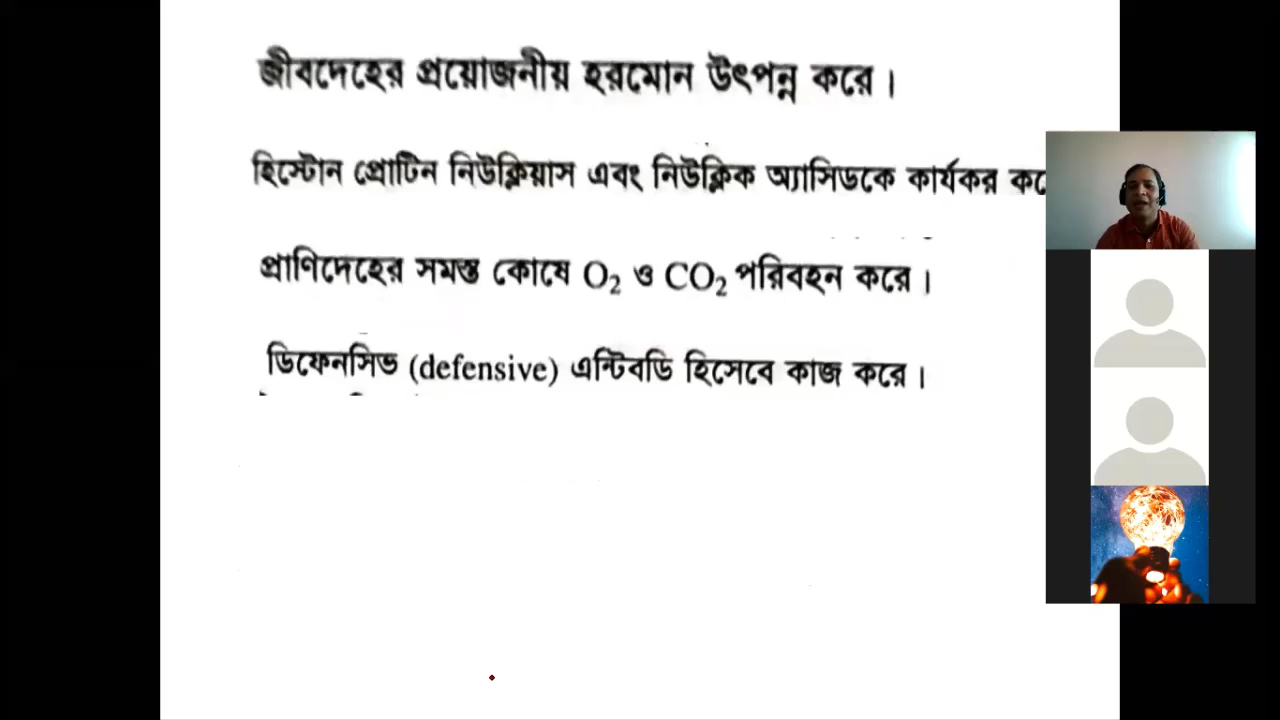 জীবদেহের প্রয়োজনীয় হরমোন উৎপন্ন করে।
হিস্টোন প্রোটিন নিউক্লিয়াস এবং নিউক্লিক অ্যাসিডকে কার্যকর
প্রাণিদেহের সমস্ত কোষে O₂ ও CO₂ পরিবহন করে।
ডিফেনসিভ (defensive) এন্টিবডি হিসেবে কাজ করে।